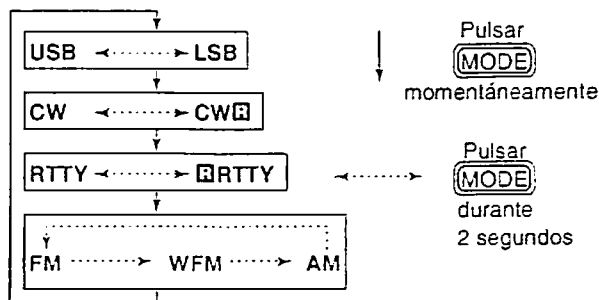 USB LSB
CW CWR
RTTY RRTTY
FM WFM AM
Pulsar
MODE
momentáneamente
Pulsar
MODE
durante
2 segundos